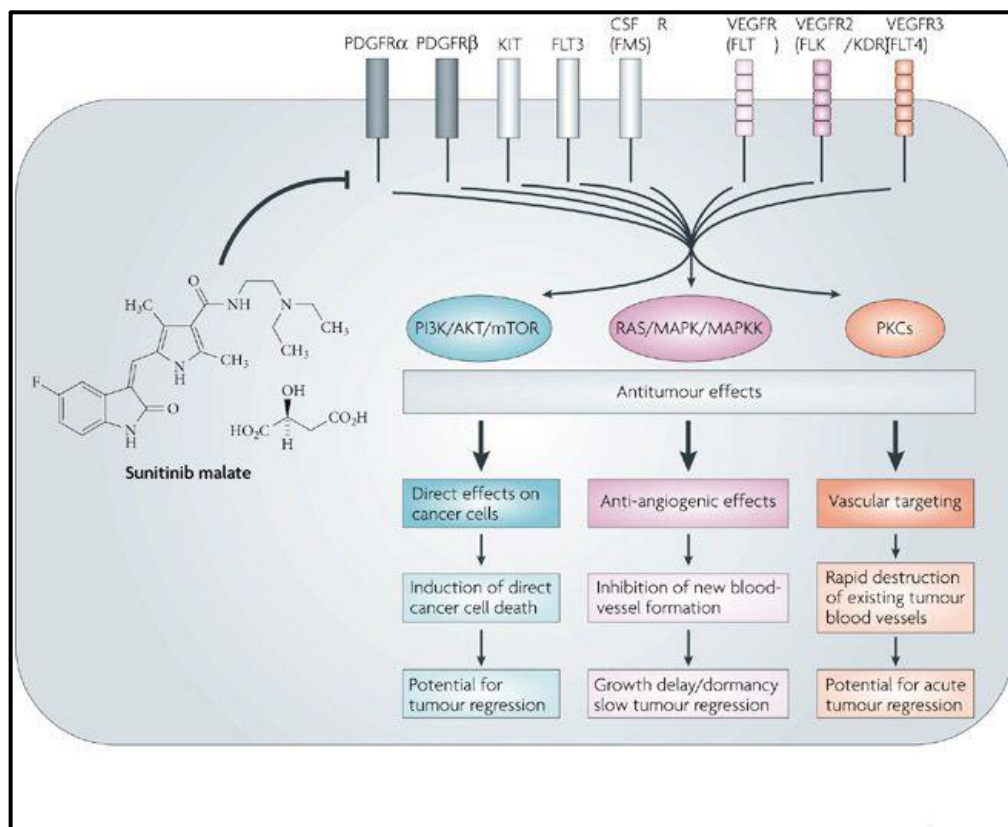 PDGFRα PDGFRβ KIT FLT3 CSF R (FMS) VEGFR (FLT ) VEGFR2 (FLK /KDR) VEGFR3 (FLT4)
O
H₃C
NH
N
CH₃
CH₃
CH₃
N
H
F
O
N
H
OH
HO₂C
H
CO₂H
Sunitinib malate
PI3K/AKT/mTOR
RAS/MAPK/MAPKK
PKCs
Antitumour effects
Direct effects on
cancer cells
Anti-angiogenic effects
Vascular targeting
Induction of direct
cancer cell death
Inhibition of new blood-
vessel formation
Rapid destruction
of existing tumour
blood vessels
Potential for
tumour regression
Growth delay/dormancy
slow tumour regression
Potential for acute
tumour regression